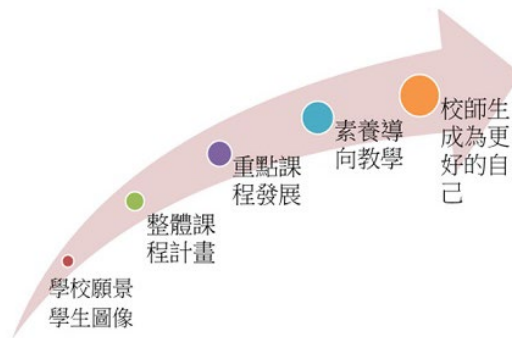 學校願景
學生圖像
整體課
程計畫
重點課
程發展
素養導
向教學
校師生
成為更
好的自
己